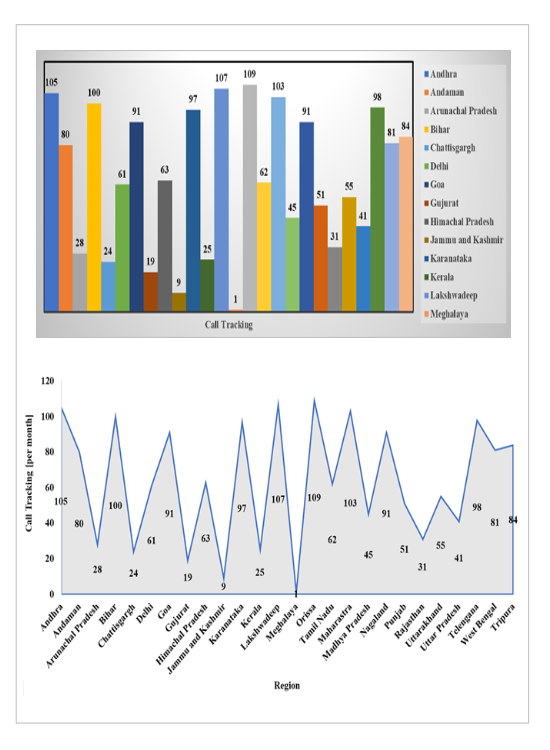 105
80
28
100
24
61
91
19
63
9
97
25
107
1
109
62
103
45
91
51
31
55
41
98
81
84
Call Tracking
Andhra
Andaman
Arunachal Pradesh
Bihar
Chattisgargh
Delhi
Goa
Gujurat
Himachal Pradesh
Jammu and Kashmir
Karanataka
Kerala
Lakshwadeep
Meghalaya
Call Tracking [per month]
120
100
80
60
40
20
0
105
80
28
100
24
61
91
19
63
9
97
25
107
1
109
62
103
45
91
51
31
55
41
98
81
84
Andhra
Andaman
Arunachal Pradesh
Bihar
Chattisgargh
Delhi
Goa
Gujurat
Himachal Pradesh
Jammu and Kashmir
Karanataka
Kerala
Lakshwadeep
Meghalaya
Orissa
Tamil Nadu
Maharastra
Madhya Pradesh
Nagaland
Punjab
Rajasthan
Uttarakhand
Uttar Pradesh
Telengana
West Bengal
Tripura
Region